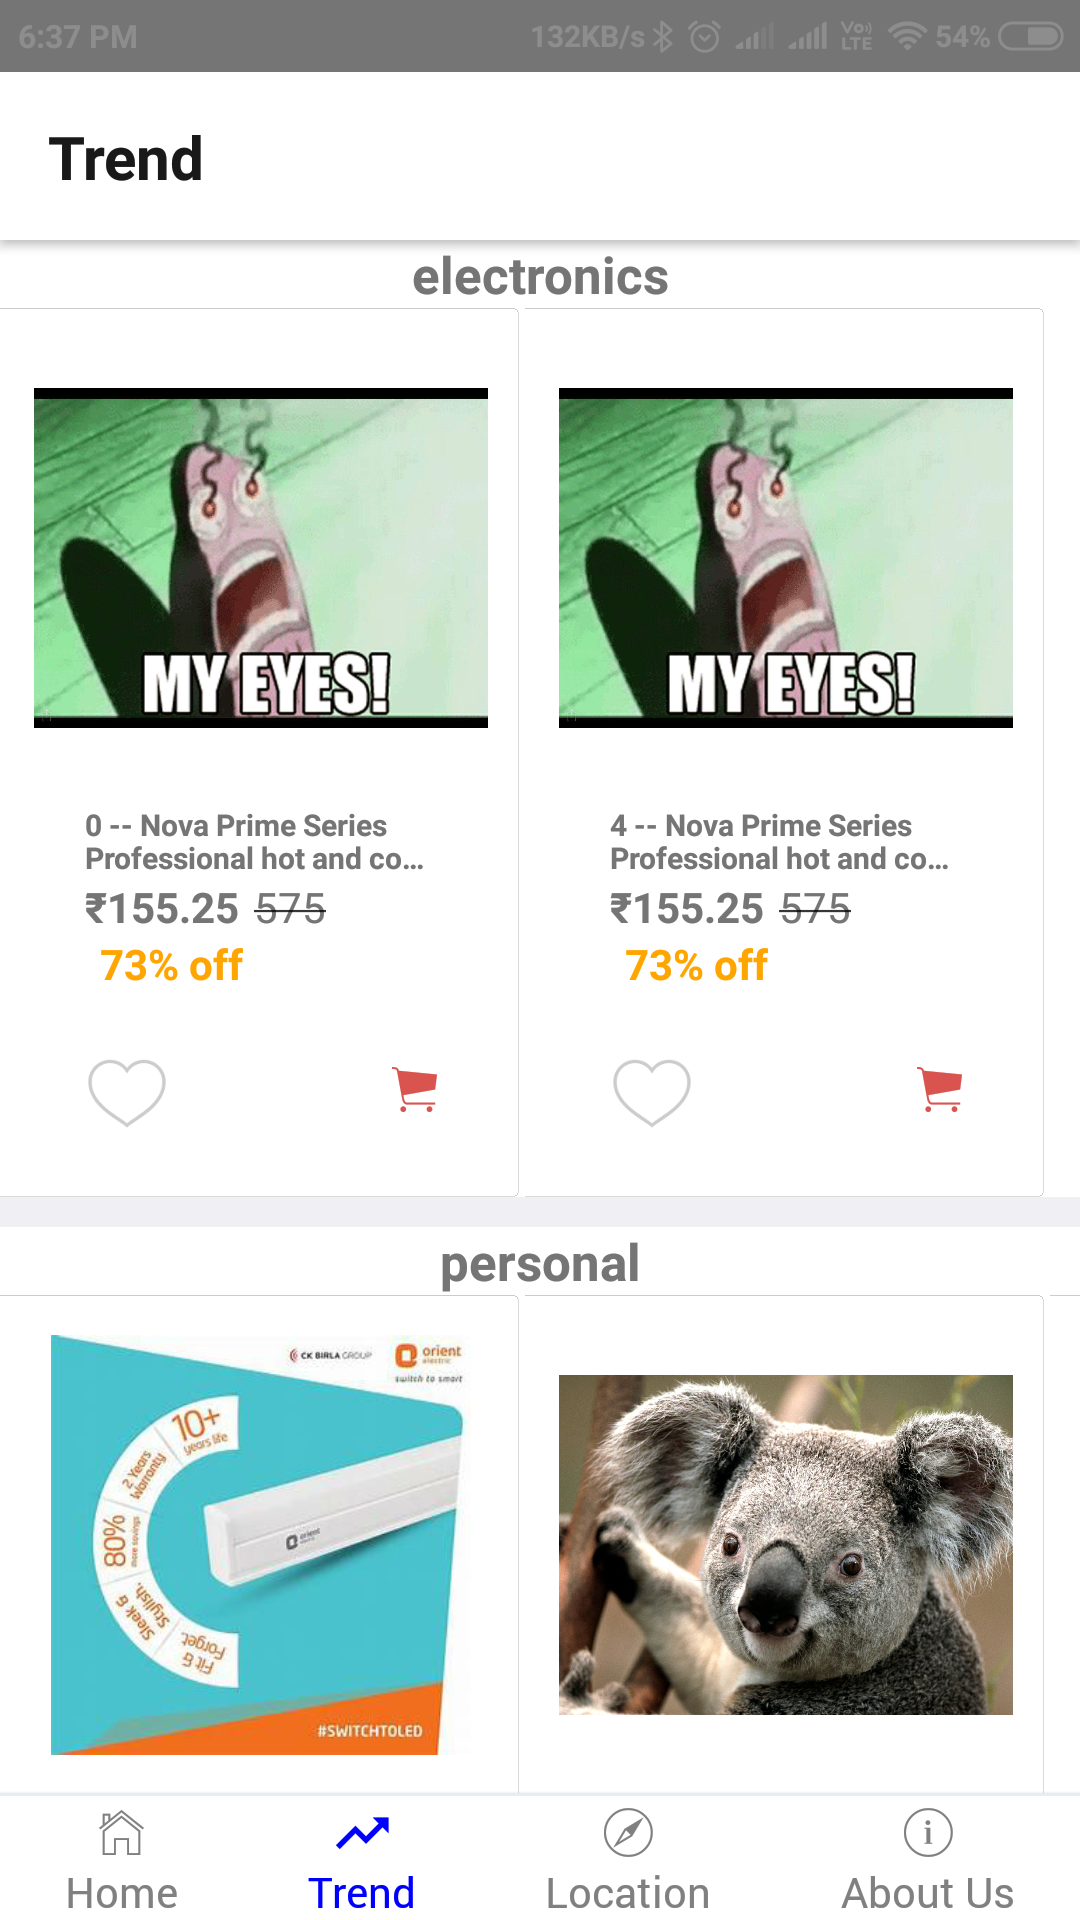 6:37 PM
132KB/s
Vo))
LTE
54%
Trend
electronics
MY EYES!
MY EYES!
0 -- Nova Prime Series
Professional hot and co...
₹155.25 575
73% off
4 -- Nova Prime Series
Professional hot and co...
₹155.25 575
73% off
personal
CK BIRLA GROUP
orient
electric
switch to smart
10+
years life
2 Years
Warranty
80%
more savings
Sleek &
Stylish.
Fit &
Forget.
orient
#SWITCHTOLED
Home
Trend
Location
About Us